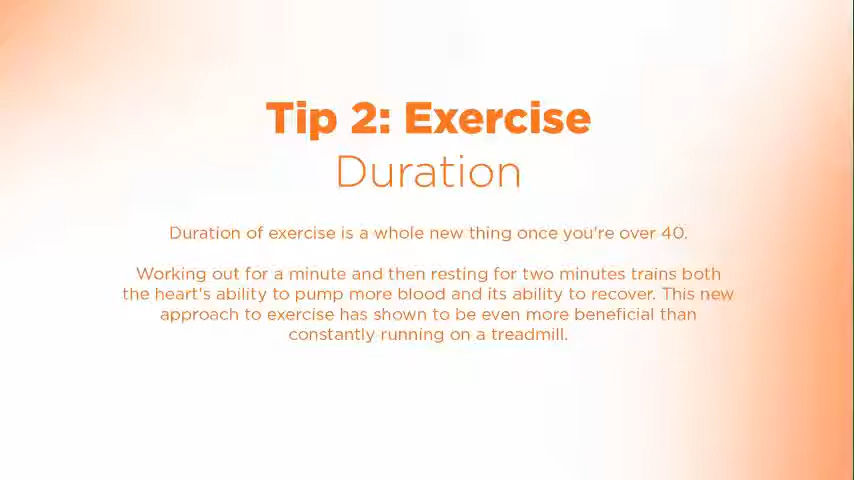 Tip 2: Exercise
Duration
Duration of exercise is a whole new thing once you're over 40.
Working out for a minute and then resting for two minutes trains both
the heart's ability to pump more blood and its ability to recover. This new
approach to exercise has shown to be even more beneficial than
constantly running on a treadmill.